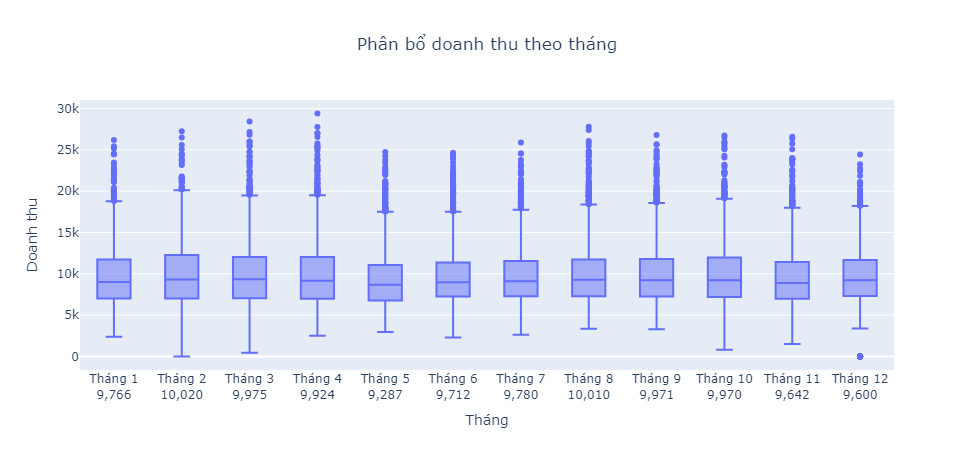 Phân bổ doanh thu theo tháng
Doanh thu
30k
25k
20k
15k
10k
5k
0
Tháng 1 Tháng 2 Tháng 3 Tháng 4 Tháng 5 Tháng 6 Tháng 7 Tháng 8 Tháng 9 Tháng 10 Tháng 11 Tháng 12
9,766 10,020 9,975 9,924 9,287 9,712 9,780 10,010 9,971 9,970 9,642 9,600
Tháng